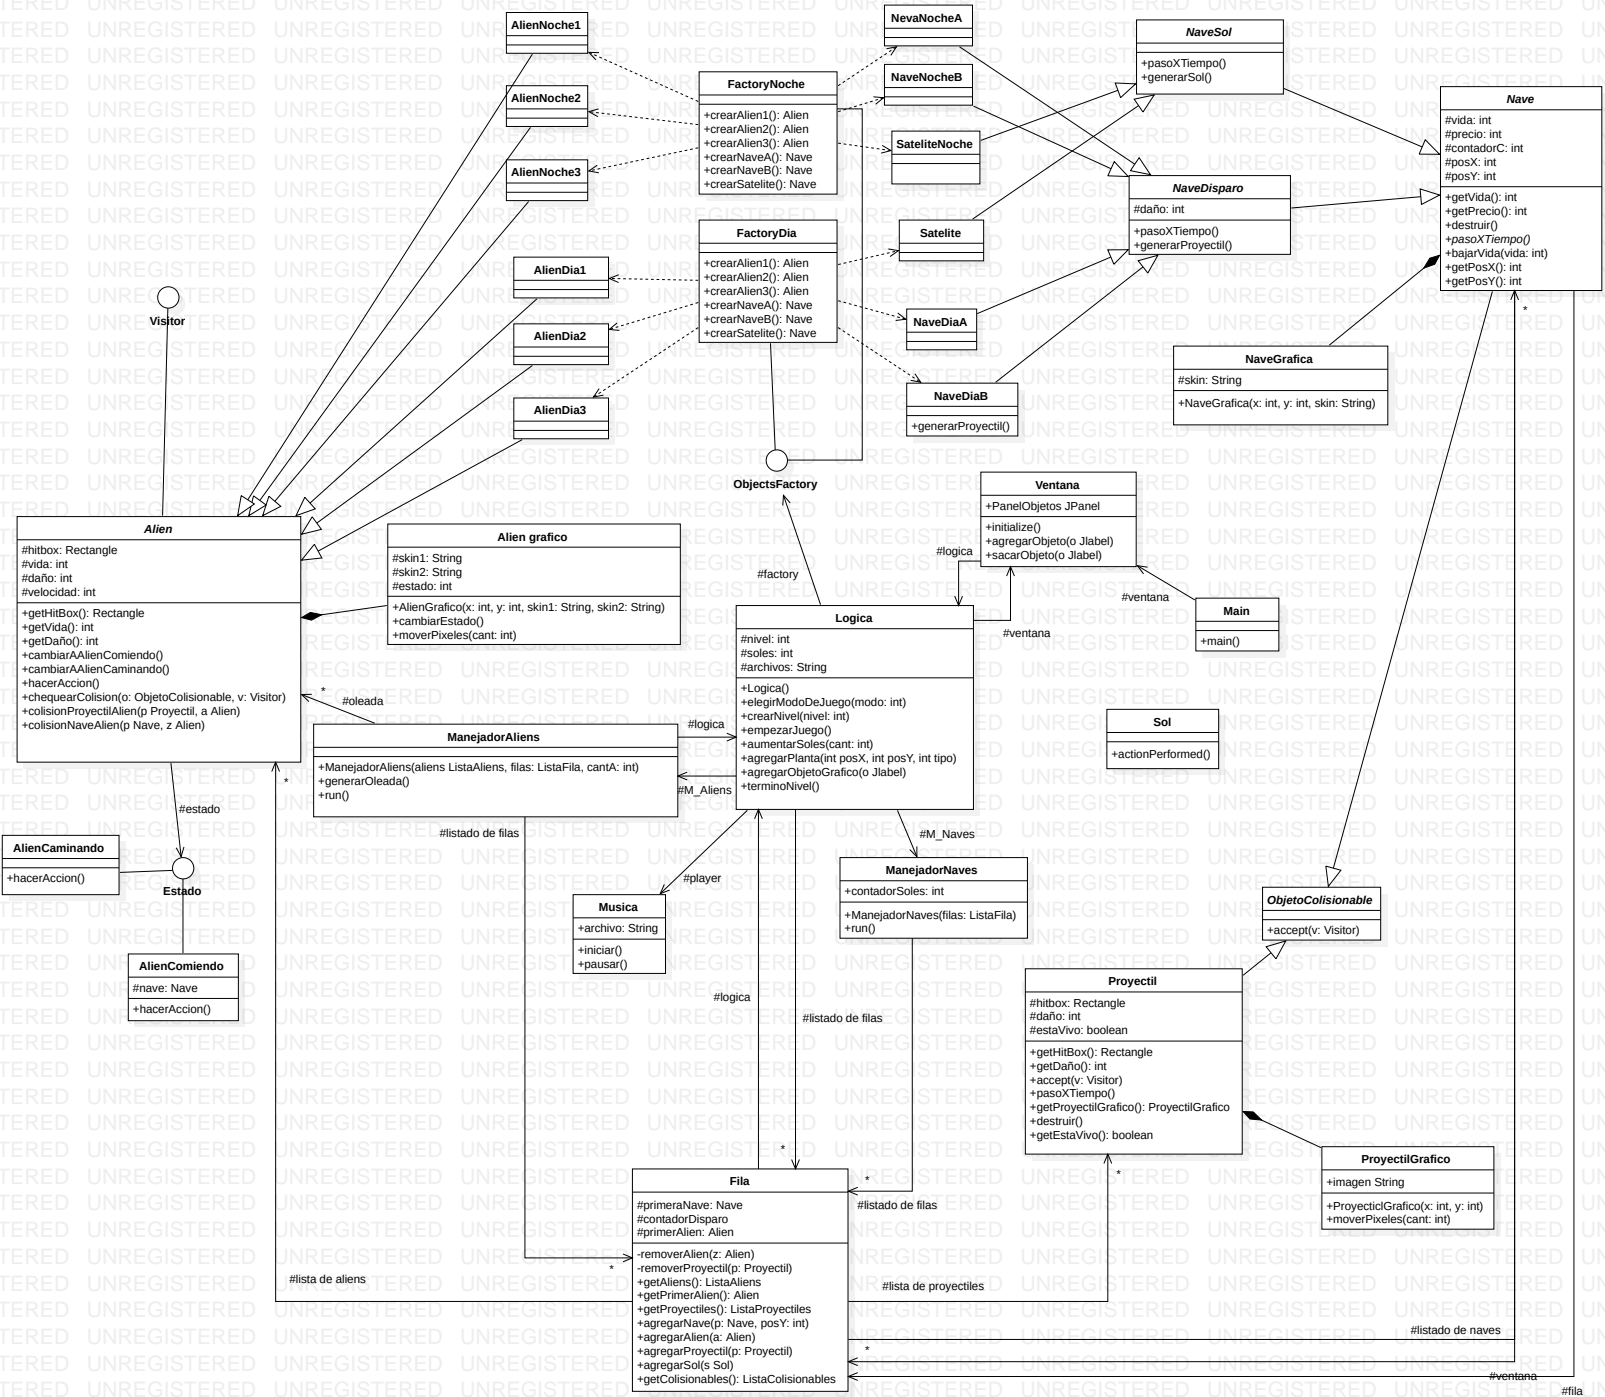 AlienNoche1
AlienNoche2
AlienNoche3
FactoryNoche
+crearAlien1(): Alien
+crearAlien2(): Alien
+crearAlien3(): Alien
+crearNaveA(): Nave
+crearNaveB(): Nave
+crearSatelite(): Nave
NevaNocheA
NaveNocheB
SateliteNoche
NaveSol
+pasoXTiempo()
+generarSol()
Nave
#vida: int
#precio: int
#contadorC: int
#posX: int
#posY: int
+getVida(): int
+getPrecio(): int
+destruir()
+pasoXTiempo()
+bajarVida(vida: int)
+getPosX(): int
+getPosY(): int
*
NaveDisparo
#daño: int
+pasoXTiempo()
+generarProyectil()
FactoryDia
+crearAlien1(): Alien
+crearAlien2(): Alien
+crearAlien3(): Alien
+crearNaveA(): Nave
+crearNaveB(): Nave
+crearSatelite(): Nave
Satelite
NaveDiaA
NaveDiaB
+generarProyectil()
AlienDia1
AlienDia2
AlienDia3
Visitor
NaveGrafica
#skin: String
+NaveGrafica(x: int, y: int, skin: String)
ObjectsFactory
#factory
Ventana
+PanelObjetos JPanel
+initialize()
+agregarObjeto(o Jlabel)
+sacarObjeto(o Jlabel)
#logica
#ventana
#ventana
Main
+main()
Alien
#hitbox: Rectangle
#vida: int
#daño: int
#velocidad: int
+getHitBox(): Rectangle
+getVida(): int
+getDaño(): int
+cambiarAAlienComiendo()
+cambiarAAlienCaminando()
+hacerAccion()
+chequearColision(o: ObjetoColisionable, v: Visitor)
+colisionProyectilAlien(p Proyectil, a Alien)
+colisionNaveAlien(p Nave, z Alien)
Alien grafico
#skin1: String
#skin2: String
#estado: int
+AlienGrafico(x: int, y: int, skin1: String, skin2: String)
+cambiarEstado()
+moverPixeles(cant: int)
*
#oleada
ManejadorAliens
+ManejadorAliens(aliens ListaAliens, filas: ListaFila, cantA: int)
+generarOleada()
+run()
#logica
#M_Aliens
Logica
#nivel: int
#soles: int
#archivos: String
+Logica()
+elegirModoDeJuego(modo: int)
+crearNivel(nivel: int)
+empezarJuego()
+aumentarSoles(cant: int)
+agregarPlanta(int posX, int posY, int tipo)
+agregarObjetoGrafico(o Jlabel)
+terminoNivel()
Sol
+actionPerformed()
*
#estado
#listado de filas
AlienCaminando
+hacerAccion()
Estado
AlienComiendo
#nave: Nave
+hacerAccion()
#player
Musica
+archivo: String
+iniciar()
+pausar()
#M_Naves
ManejadorNaves
+contadorSoles: int
+ManejadorNaves(filas: ListaFila)
+run()
ObjetoColisionable
+accept(v: Visitor)
Proyectil
#hitbox: Rectangle
#daño: int
#estaVivo: boolean
+getHitBox(): Rectangle
+getDaño(): int
+accept(v: Visitor)
+pasoXTiempo()
+getProyectilGrafico(): ProyectilGrafico
+destruir()
+getEstaVivo(): boolean
*
ProyectilGrafico
+imagen String
+ProyecticlGrafico(x: int, y: int)
+moverPixeles(cant: int)
#logica
#listado de filas
*
Fila
#primeraNave: Nave
#contadorDisparo
#primerAlien: Alien
-removerAlien(z: Alien)
-removerProyectil(p: Proyectil)
+getAliens(): ListaAliens
+getPrimerAlien(): Alien
+getProyectiles(): ListaProyectiles
+agregarNave(p: Nave, posY: int)
+agregarAlien(a: Alien)
+agregarProyectil(p: Proyectil)
+agregarSol(s Sol)
+getColisionables(): ListaColisionables
*
#listado de filas
*
#lista de aliens
#lista de proyectiles
#listado de naves
*
#ventana
#fila
UNREGISTERED